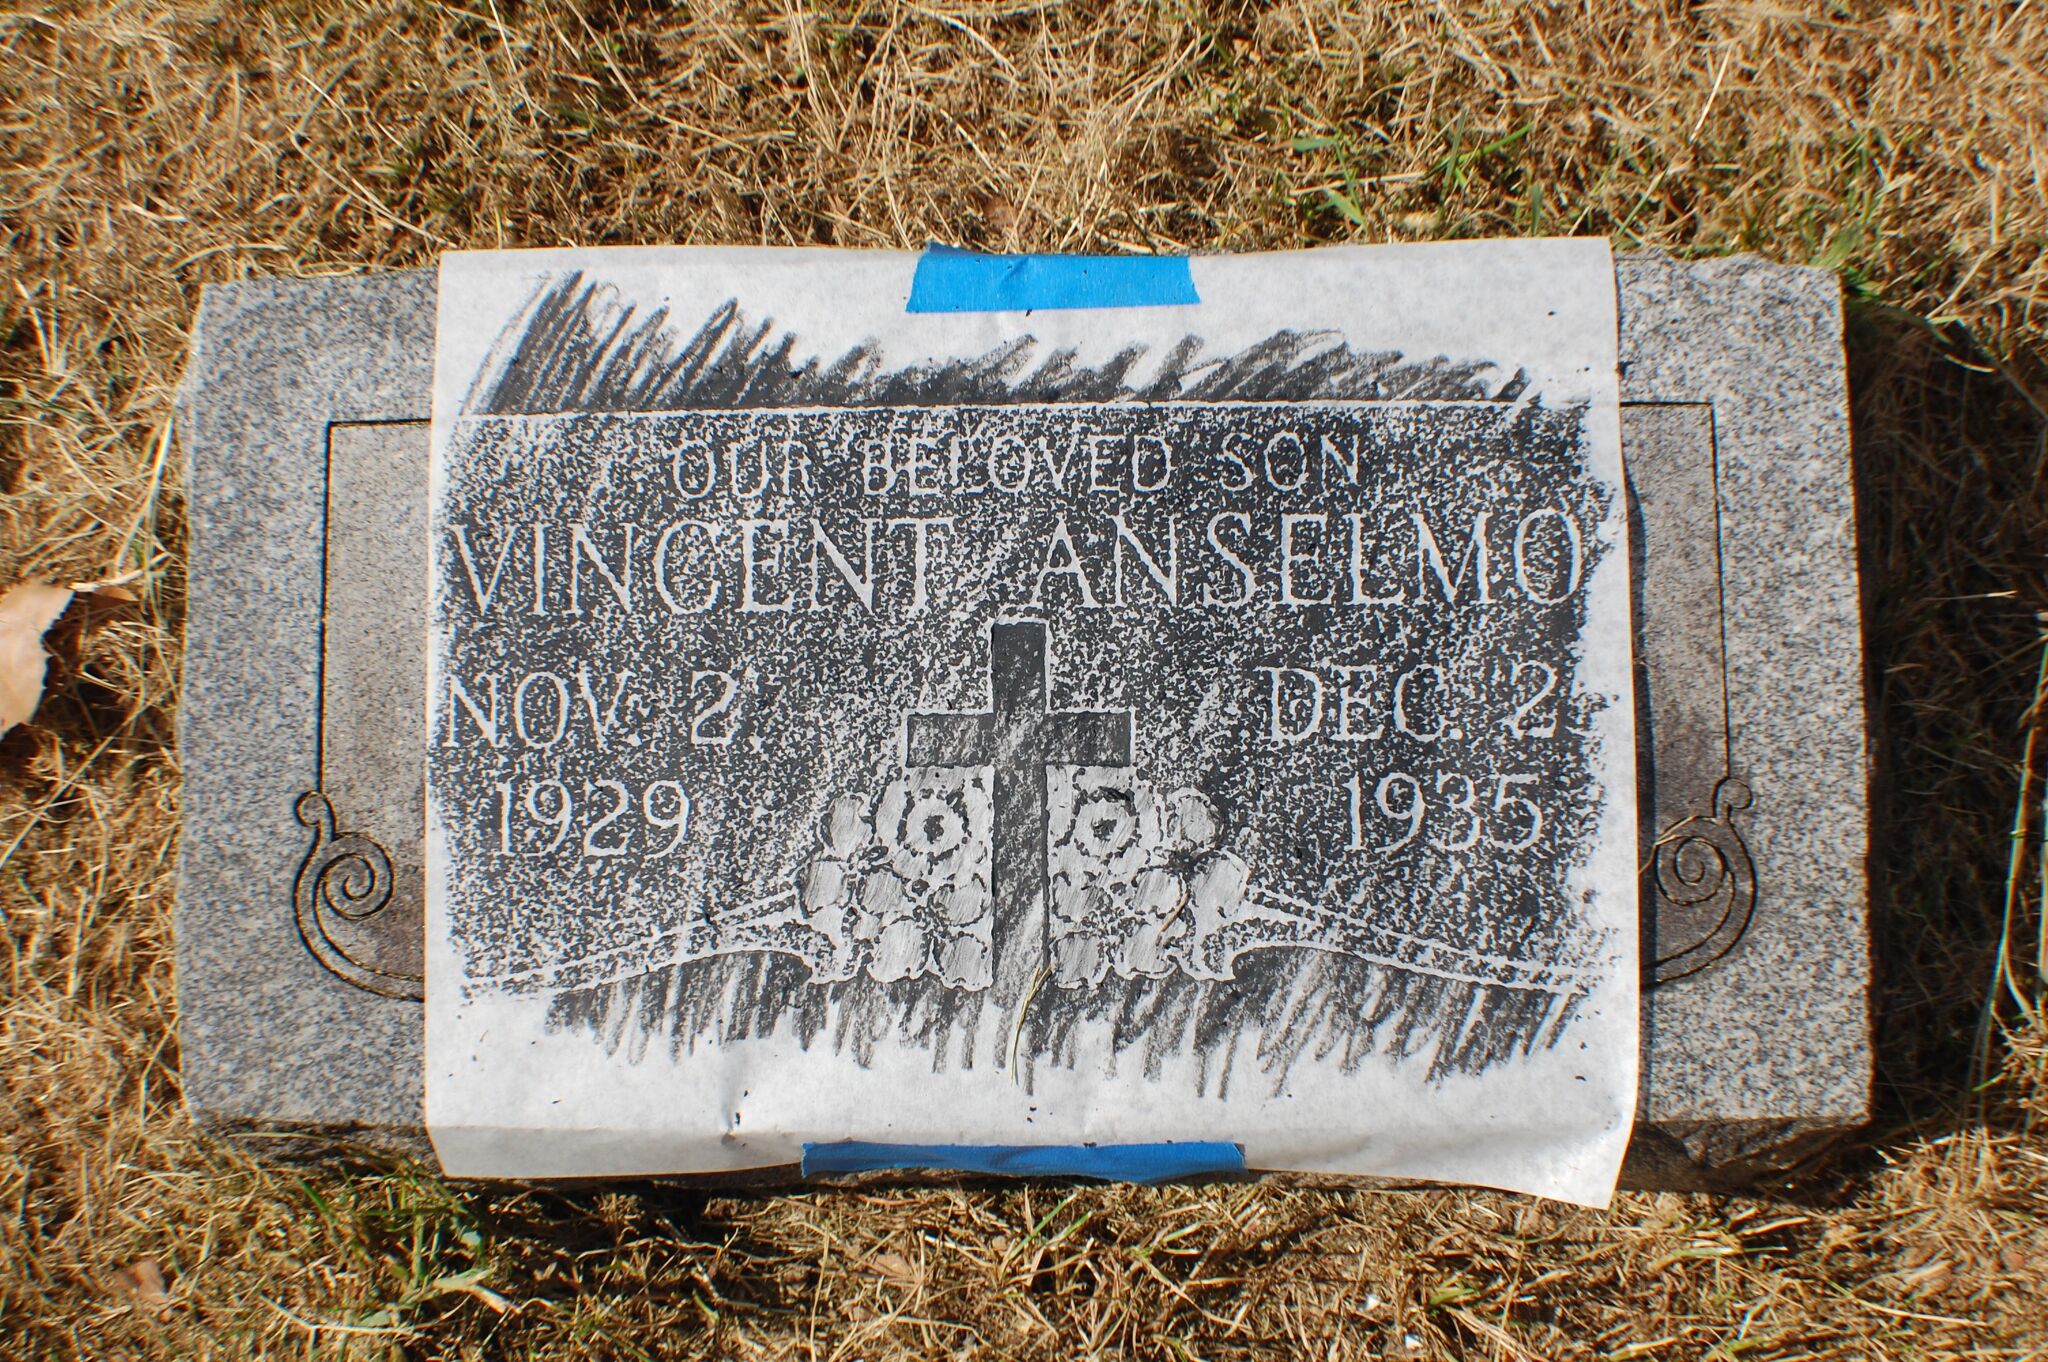 OUR BELOVED SON
VINCENT ANSELMO
NOV. 2, DEC. 2
1929 1935